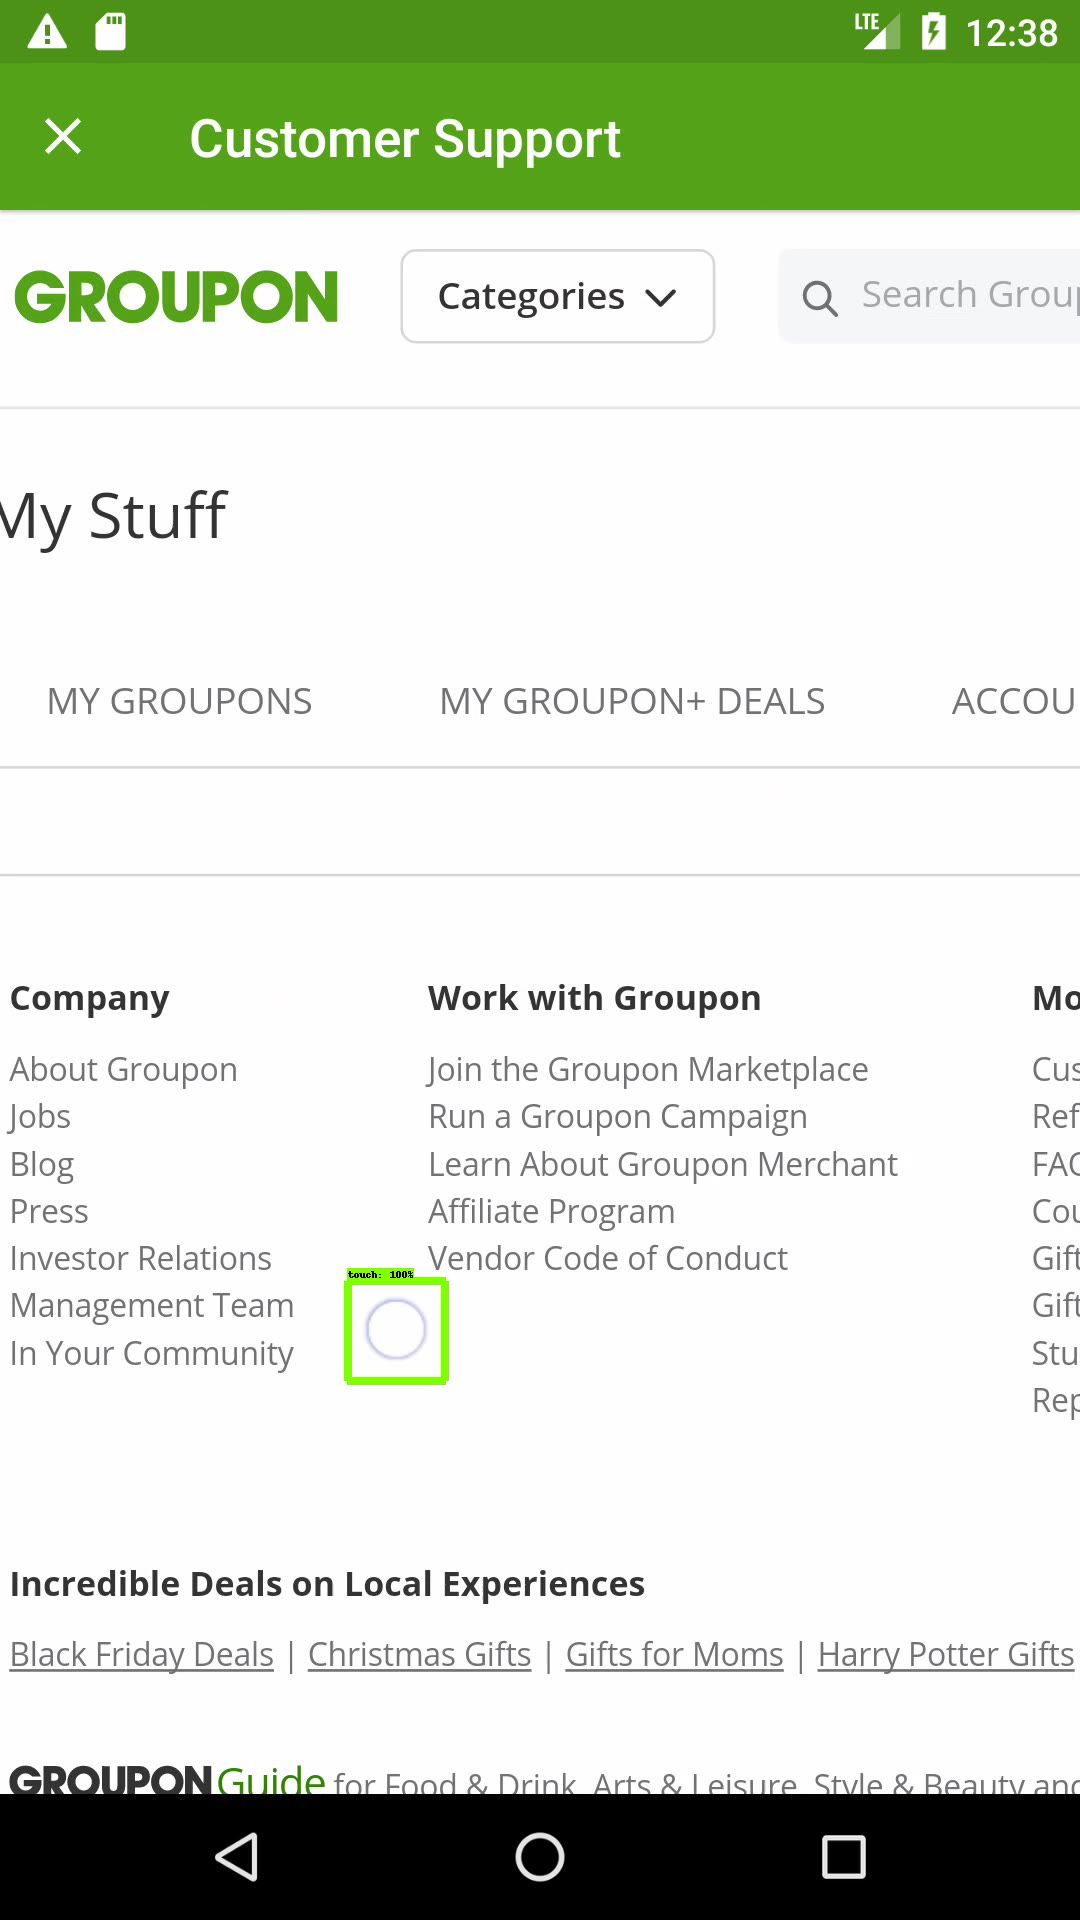 LTE 12:38
Customer Support
GROUPON Categories Search Grou
My Stuff
MY GROUPONS MY GROUPON+ DEALS ACCOU
Company Work with Groupon Mo
About Groupon Join the Groupon Marketplace Cus
Jobs Run a Groupon Campaign Ref
Blog Learn About Groupon Merchant FAQ
Press Affiliate Program Cou
Investor Relations Vendor Code of Conduct Gift
touch: 100%
Management Team Gift
In Your Community Stu
Rep
Incredible Deals on Local Experiences
Black Friday Deals | Christmas Gifts | Gifts for Moms | Harry Potter Gifts
GROUPON Guide for Food & Drink, Arts & Leisure, Style & Beauty and